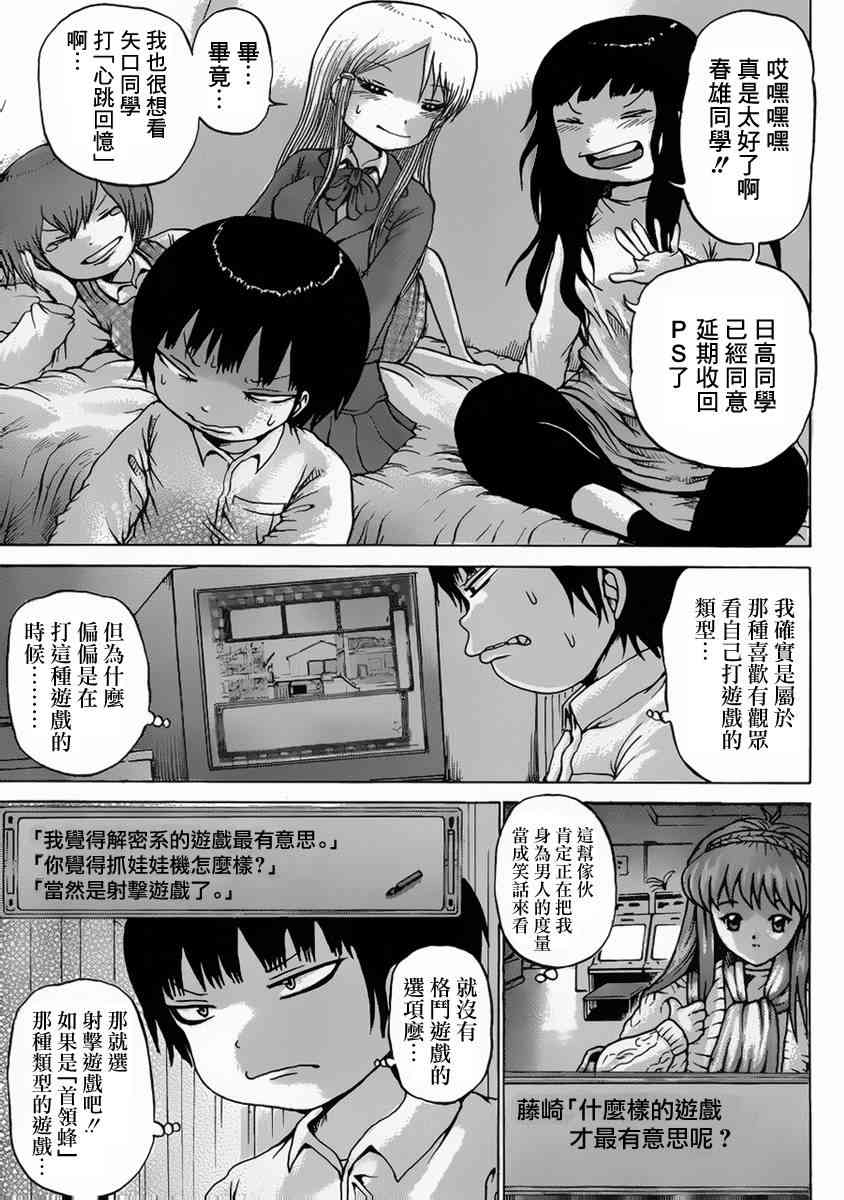 哎嘿嘿嘿
真是太好了啊
春雄同學!!
日高同學
已經同意
延期收回
PS了
畢…
畢竟…
我也很想看
矢口同學
打「心跳回憶」
啊…
我確實是屬於
那種喜歡有觀眾
看自己打遊戲的
類型…
但為什麼
偏偏是在
打這種遊戲的
時候………
這幫傢伙
肯定正在把我
身為男人的度量
當成笑話來看
藤崎「什麼樣的遊戲
才最有意思呢?
「我覺得解密系的遊戲最有意思。」
「你覺得抓娃娃機怎麼樣?」
「當然是射擊遊戲了。」
就沒有
格鬥遊戲的
選項麼…
那就選
射擊遊戲吧!!
如果是「首領蜂」
那種類型的遊戲…